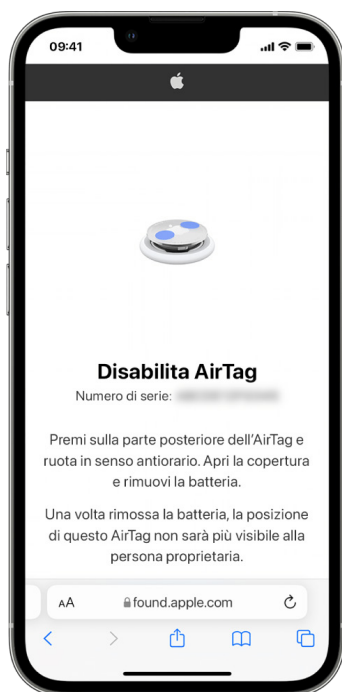 09:41
Disabilita AirTag
Numero di serie:
Premi sulla parte posteriore dell'AirTag e
ruota in senso antiorario. Apri la copertura
e rimuovi la batteria.
Una volta rimossa la batteria, la posizione
di questo AirTag non sarà più visibile alla
persona proprietaria.
AA
found.apple.com